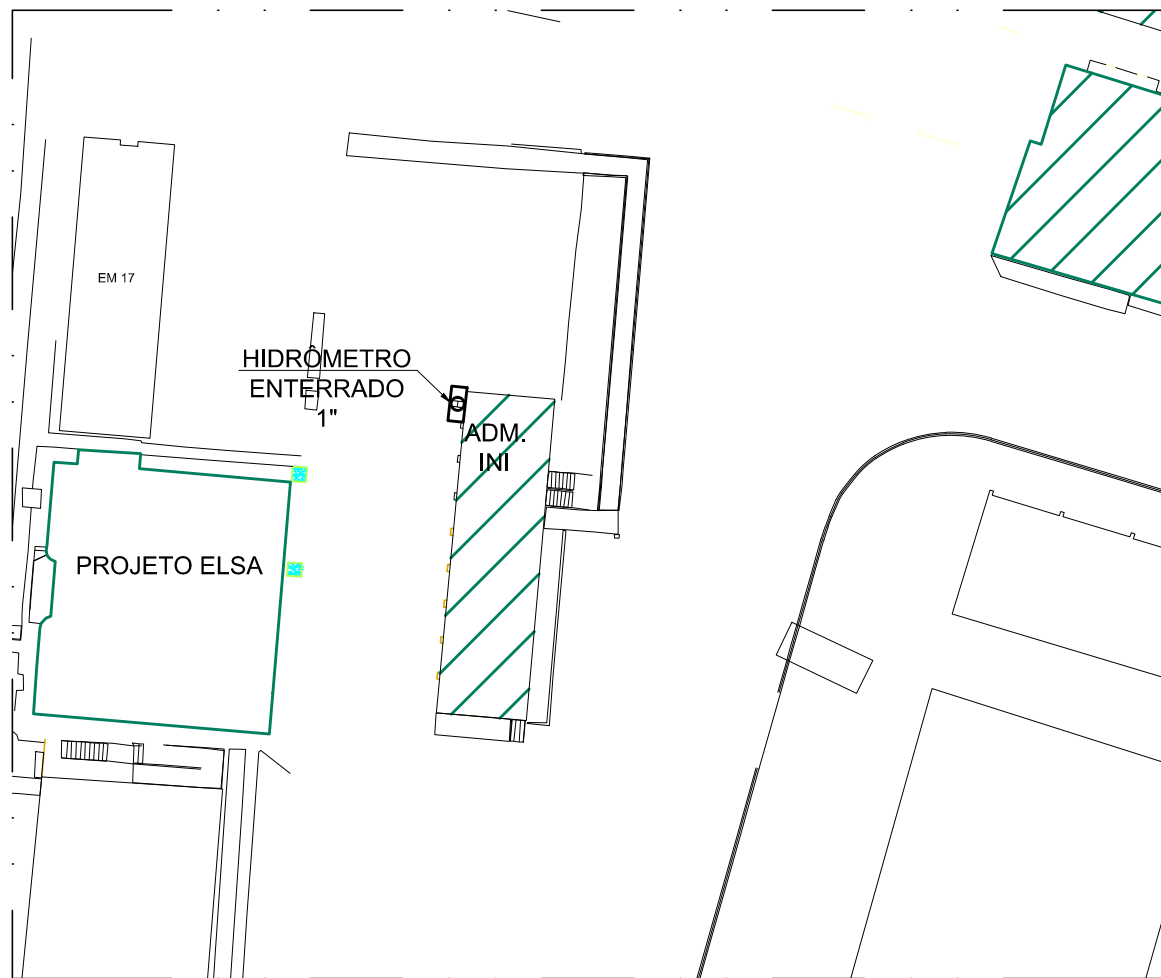 EM 17
HIDRÔMETRO
ENTERRADO
1"
ADM.
INI
PROJETO ELSA